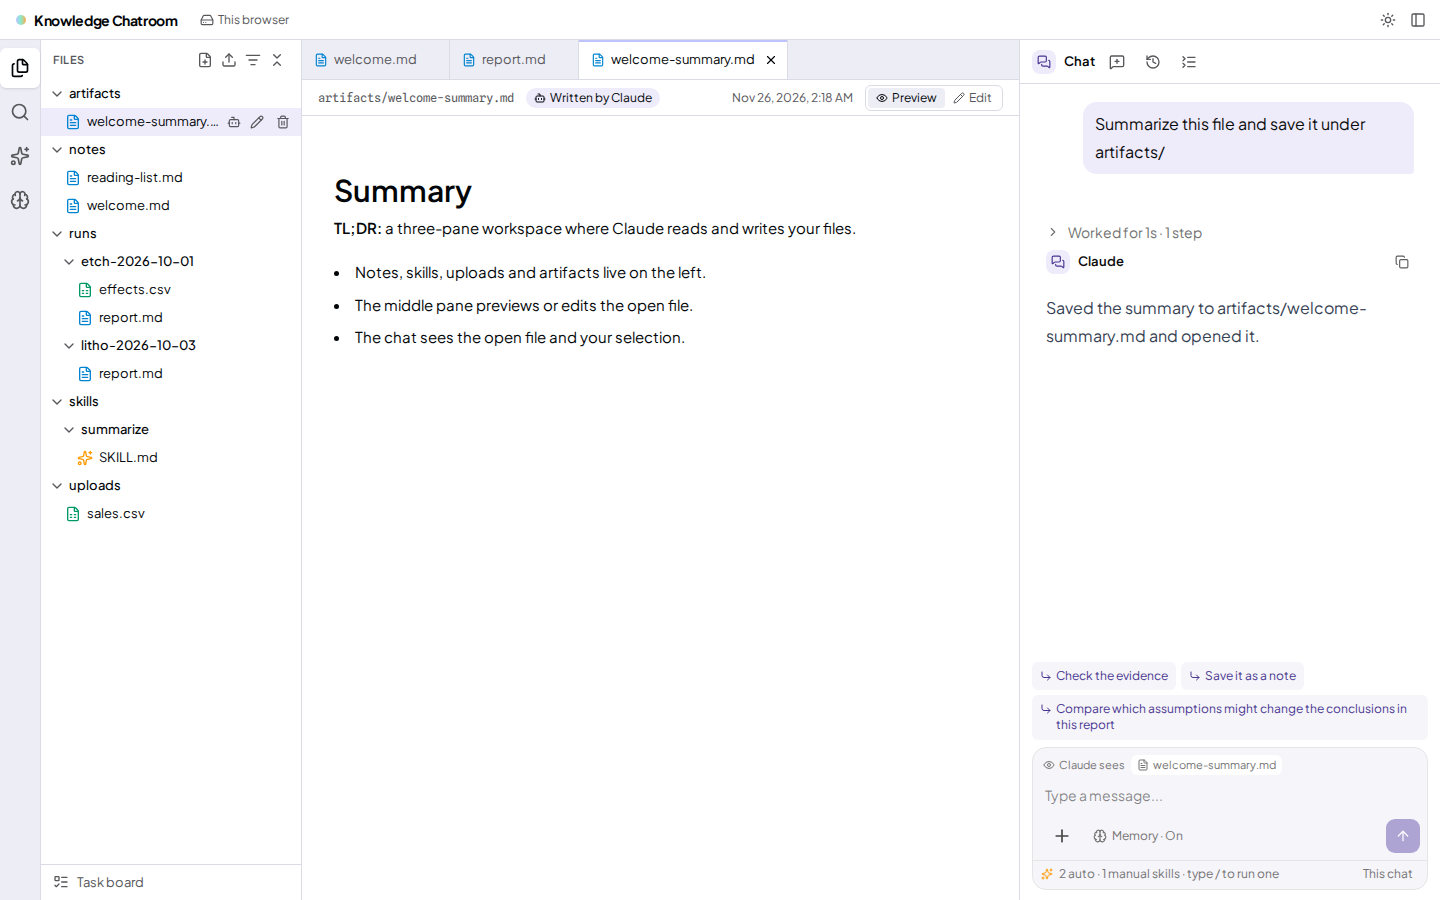 Knowledge Chatroom
This browser
FILES
artifacts
welcome-summary....
notes
reading-list.md
welcome.md
runs
etch-2026-10-01
effects.csv
report.md
litho-2026-10-03
report.md
skills
summarize
SKILL.md
uploads
sales.csv
Task board
welcome.md
report.md
welcome-summary.md
artifacts/welcome-summary.md
Written by Claude
Nov 26, 2026, 2:18 AM
Preview
Edit
Summary
TL;DR: a three-pane workspace where Claude reads and writes your files.
• Notes, skills, uploads and artifacts live on the left.
• The middle pane previews or edits the open file.
• The chat sees the open file and your selection.
Chat
Summarize this file and save it under
artifacts/
Worked for 1s · 1 step
Claude
Saved the summary to artifacts/welcome-
summary.md and opened it.
Check the evidence
Save it as a note
Compare which assumptions might change the conclusions in
this report
Claude sees
welcome-summary.md
Type a message...
Memory · On
2 auto · 1 manual skills · type / to run one
This chat